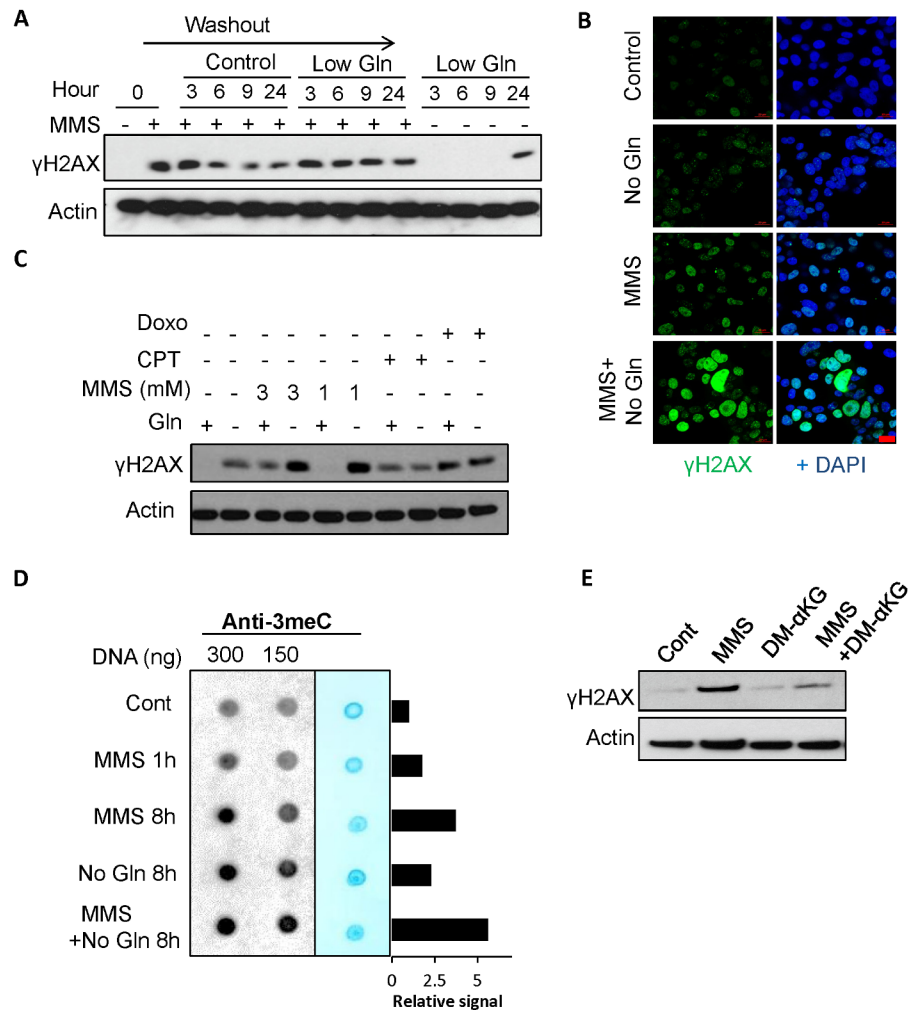 A
Washout
Control Low Gln Low Gln
Hour 0 3 6 9 24 3 6 9 24 3 6 9 24
MMS - + + + + + + + + + - - - -
γH2AX
Actin
B
Control
No Gln
MMS
MMS+
No Gln
γH2AX + DAPI
C
Doxo - - - - - - - - + +
CPT - - - - - - + + - -
MMS (mM) - - 3 3 1 1 - - - -
Gln + - + - + - + - + -
γH2AX
Actin
D
Anti-3meC
DNA (ng) 300 150
Cont
MMS 1h
MMS 8h
No Gln 8h
MMS
+No Gln 8h
0 2.5 5
Relative signal
E
Cont MMS DM-αKG MMS
+DM-αKG
γH2AX
Actin